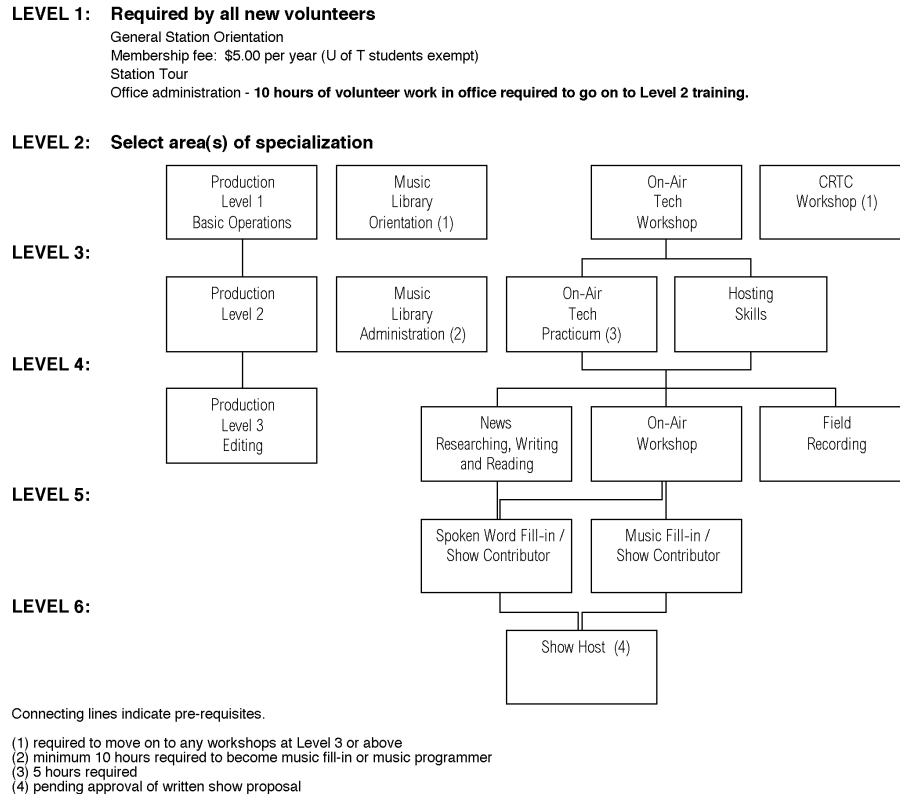 LEVEL 1: Required by all new volunteers
General Station Orientation
Membership fee: $5.00 per year (U of T students exempt)
Station Tour
Office administration - 10 hours of volunteer work in office required to go on to Level 2 training.
LEVEL 2: Select area(s) of specialization
Production
Level 1
Basic Operations
Music
Library
Orientation (1)
On-Air
Tech
Workshop
CRTC
Workshop (1)
LEVEL 3:
Production
Level 2
Music
Library
Administration (2)
On-Air
Tech
Practicum (3)
Hosting
Skills
LEVEL 4:
Production
Level 3
Editing
News
Researching, Writing
and Reading
On-Air
Workshop
Field
Recording
LEVEL 5:
Spoken Word Fill-in /
Show Contributor
Music Fill-in /
Show Contributor
LEVEL 6:
Show Host (4)
Connecting lines indicate pre-requisites.
(1) required to move on to any workshops at Level 3 or above
(2) minimum 10 hours required to become music fill-in or music programmer
(3) 5 hours required
(4) pending approval of written show proposal